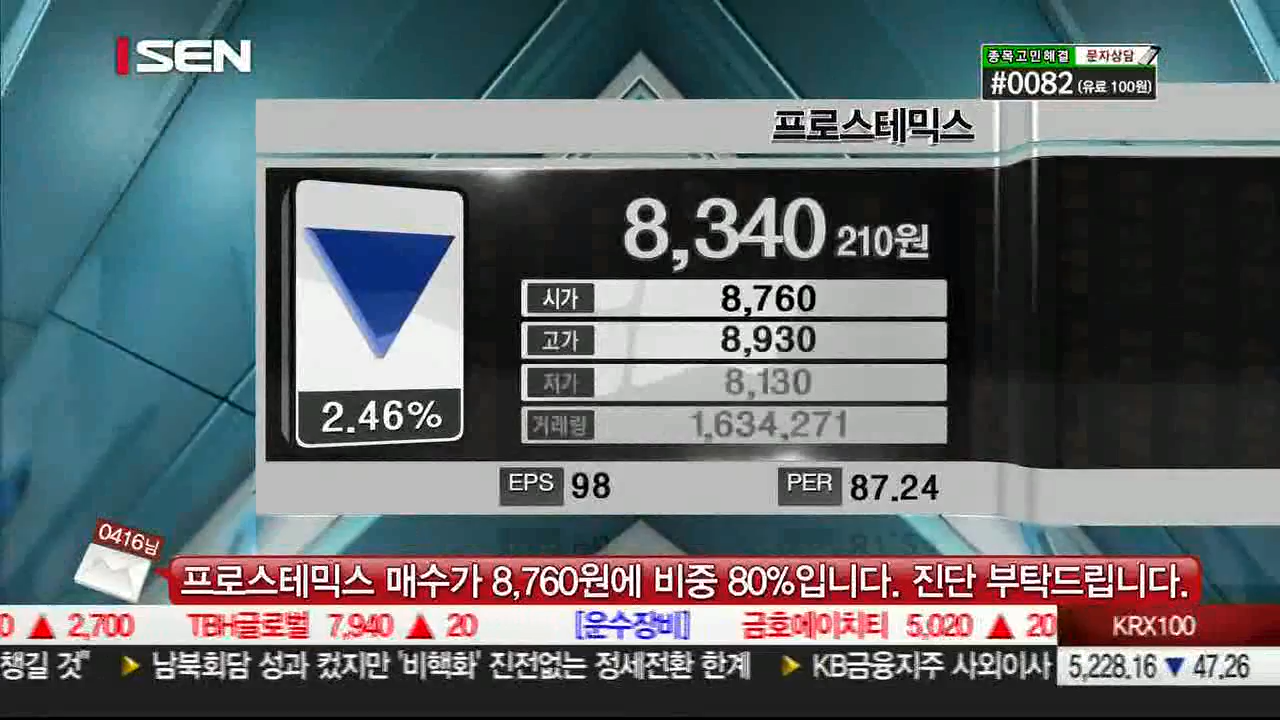 SEN
종목고민해결 문자상담
#0082 (유료 100원)
프로스테믹스
8,340 210원
시가 8,760
고가 8,930
저가 8,130
거래량 1,634,271
2.46%
EPS 98
PER 87.24
0416님
프로스테믹스 매수가 8,760원에 비중 80%입니다. 진단 부탁드립니다.
0 ▲ 2,700 TBH글로벌 7,940 ▲ 20 [운수장비] 금호에이치티 5,020 ▲ 20 KRX100
챙길 것" ▶ 남북회담 성과 컸지만 '비핵화' 진전없는 정세전환 한계 ▶ KB금융지주 사외이사 5,228.16 ▼ 47.26